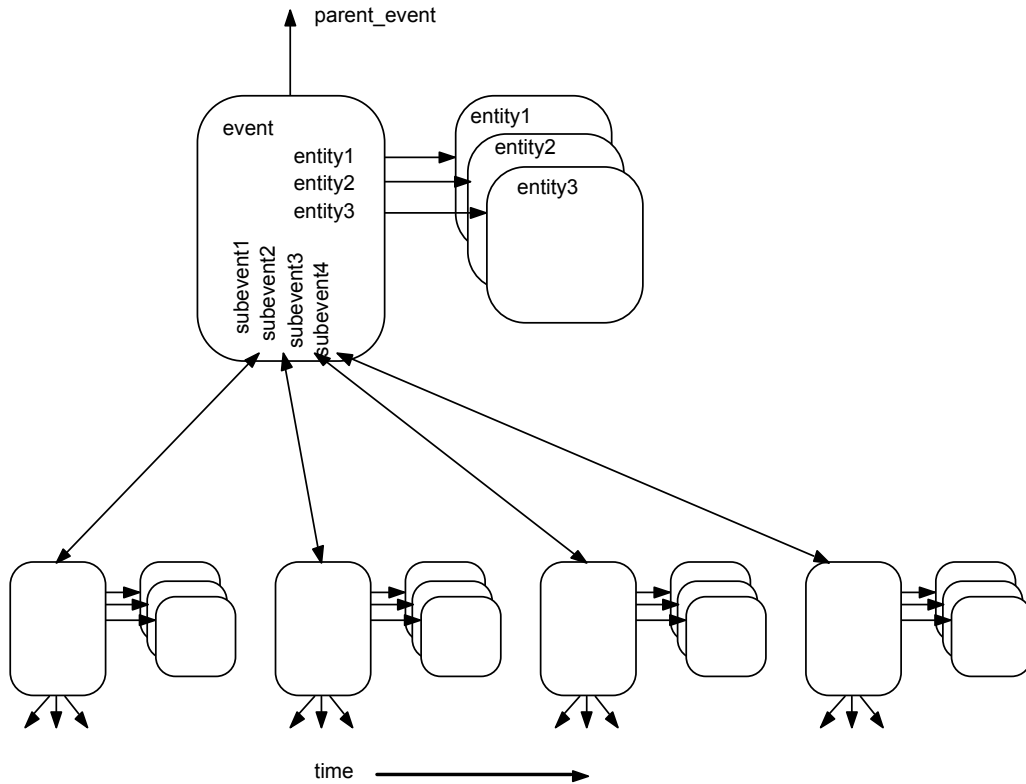 parent_event
event
entity1
entity2
entity3
entity1
entity2
entity3
subevent1
subevent2
subevent3
subevent4
time